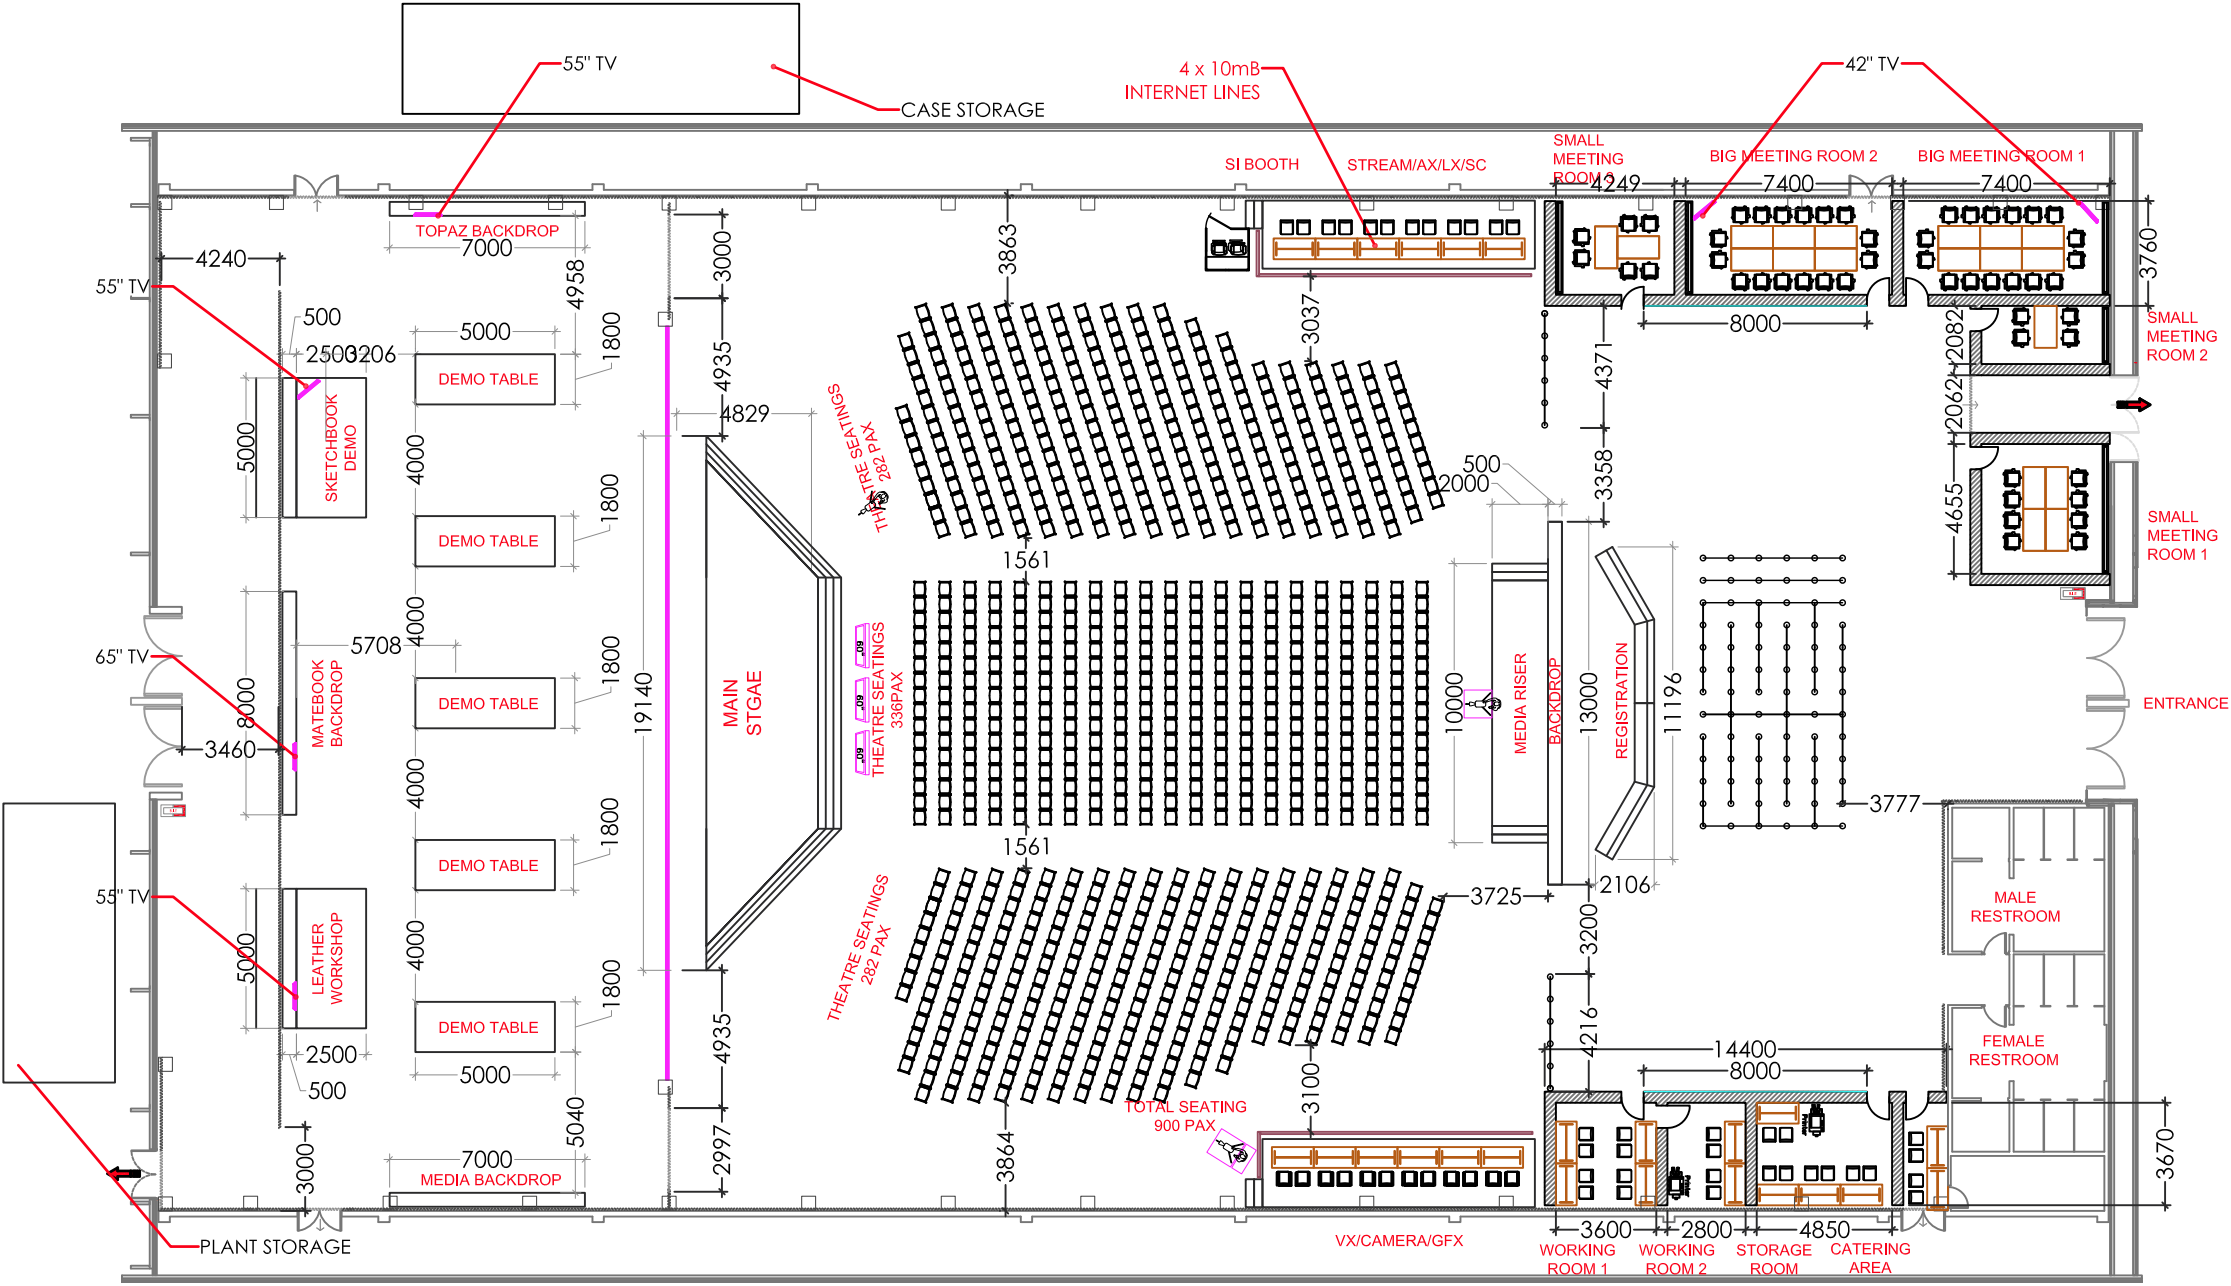 55" TV
CASE STORAGE
4 x 10mB
INTERNET LINES
42" TV
SI BOOTH
STREAM/AX/LX/SC
SMALL
MEETING
ROOM 3
4249
BIG MEETING ROOM 2
7400
BIG MEETING ROOM 1
7400
3760
TOPAZ BACKDROP
7000
4240
4958
3000
3863
3037
55" TV
500
2500
3206
5000
1800
DEMO TABLE
5000
SKETCHBOOK
DEMO
4000
4935
4829
THEATRE SEATINGS
282 PAX
8000
4371
2082
SMALL
MEETING
ROOM 2
2062
500
2000
3358
4655
SMALL
MEETING
ROOM 1
DEMO TABLE
1800
1561
4000
5708
65" TV
MATEBOOK
BACKDROP
8000
3460
DEMO TABLE
1800
19140
MAIN
STGAE
60"
60"
60"
THEATRE SEATINGS
336PAX
10000
MEDIA RISER
BACKDROP
13000
REGISTRATION
11196
ENTRANCE
4000
DEMO TABLE
1800
1561
3777
55" TV
5000
LEATHER
WORKSHOP
4000
THEATRE SEATINGS
282 PAX
3725
2106
3200
MALE
RESTROOM
DEMO TABLE
1800
5000
2500
500
4935
4216
14400
8000
FEMALE
RESTROOM
3000
5040
2997
3864
3100
TOTAL SEATING
900 PAX
7000
MEDIA BACKDROP
Printer
Printer
3670
PLANT STORAGE
VX/CAMERA/GFX
3600
2800
4850
WORKING
ROOM 1
WORKING
ROOM 2
STORAGE
ROOM
CATERING
AREA